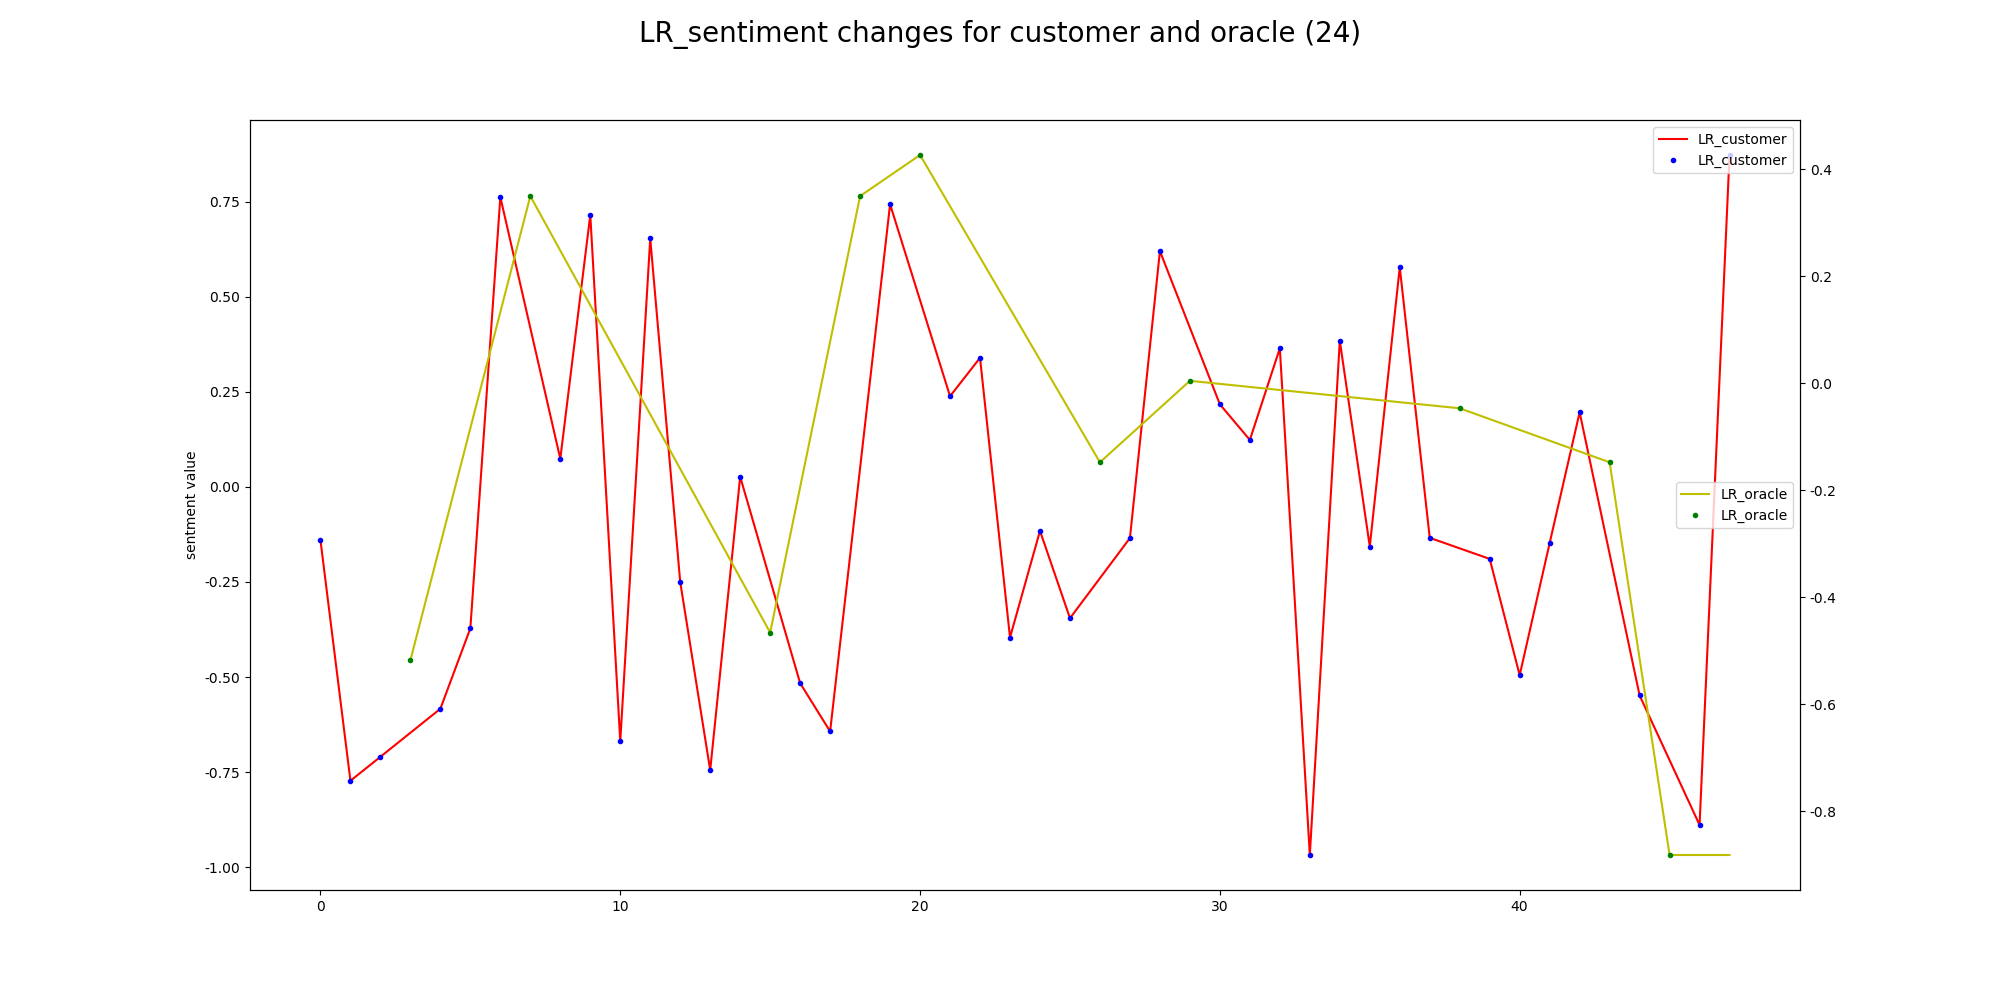 LR_sentiment changes for customer and oracle (24)
LR_customer
LR_customer
LR_oracle
LR_oracle
sentment value
0.75
0.50
0.25
0.00
-0.25
-0.50
-0.75
-1.00
0.4
0.2
0.0
-0.2
-0.4
-0.6
-0.8
0 10 20 30 40